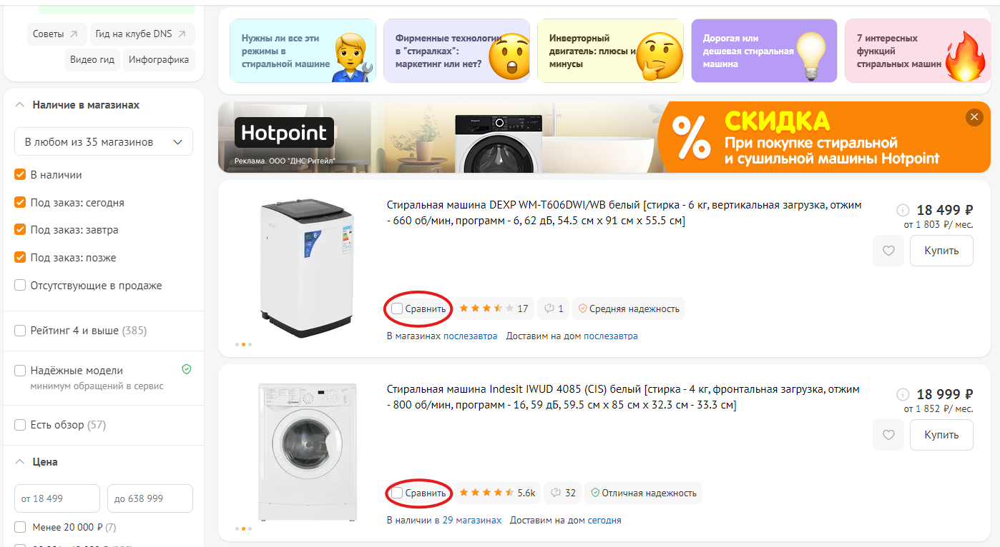 Советы
Гид на клубе DNS
Видео гид
Инфографика
Наличие в магазинах
В любом из 35 магазинов
В наличии
Под заказ: сегодня
Под заказ: завтра
Под заказ: позже
Отсутствующие в продаже
Рейтинг 4 и выше (385)
Надёжные модели
минимум обращений в сервис
Есть обзор (57)
Цена
от 18 499
до 638 999
Менее 20 000 ₽ (7)
Нужны ли все эти
режимы в
стиральной машине
Фирменные технологии
в "стиралках":
маркетинг или нет?
Инверторный
двигатель: плюсы и
минусы
Дорогая или
дешевая стиральная
машина
7 интересных
функций
стиральных машин
Hotpoint
Реклама. ООО "ДНС Ритейл"
%
СКИДКА
При покупке стиральной
и сушильной машины Hotpoint
Стиральная машина DEXP WM-T606DWI/WB белый [стирка - 6 кг, вертикальная загрузка, отжим
- 660 об/мин, программ - 6, 62 дБ, 54.5 см x 91 см x 55.5 см]
18 499 ₽
от 1 803 ₽/ мес.
Купить
Сравнить
17
1
Средняя надежность
В магазинах послезавтра
Доставим на дом послезавтра
Стиральная машина Indesit IWUD 4085 (CIS) белый [стирка - 4 кг, фронтальная загрузка, отжим
- 800 об/мин, программ - 16, 59 дБ, 59.5 см x 85 см x 32.3 см - 33.3 см]
18 999 ₽
от 1 852 ₽/ мес.
Купить
Сравнить
5.6k
32
Отличная надежность
В наличии в 29 магазинах
Доставим на дом сегодня